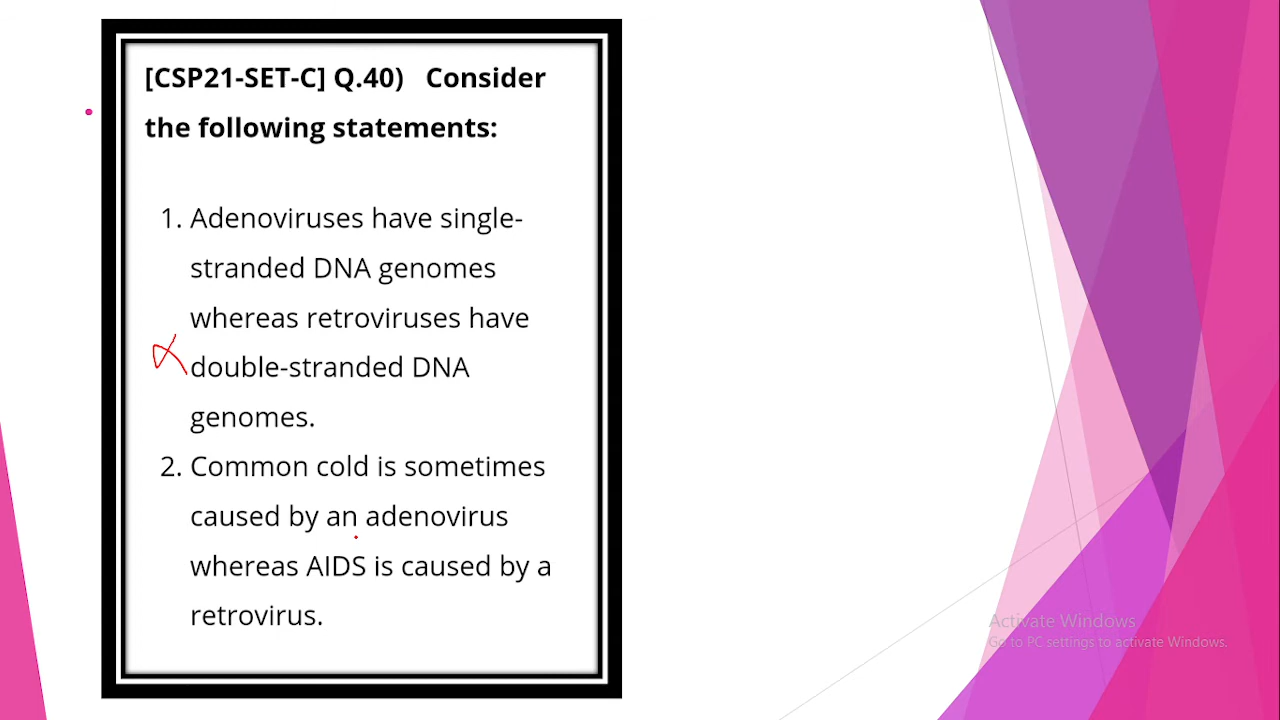 [CSP21-SET-C] Q.40) Consider
the following statements:
1. Adenoviruses have single-
stranded DNA genomes
whereas retroviruses have
double-stranded DNA
genomes.
2. Common cold is sometimes
caused by an adenovirus
whereas AIDS is caused by a
retrovirus.
Activate Windows
Go to PC settings to activate Windows.